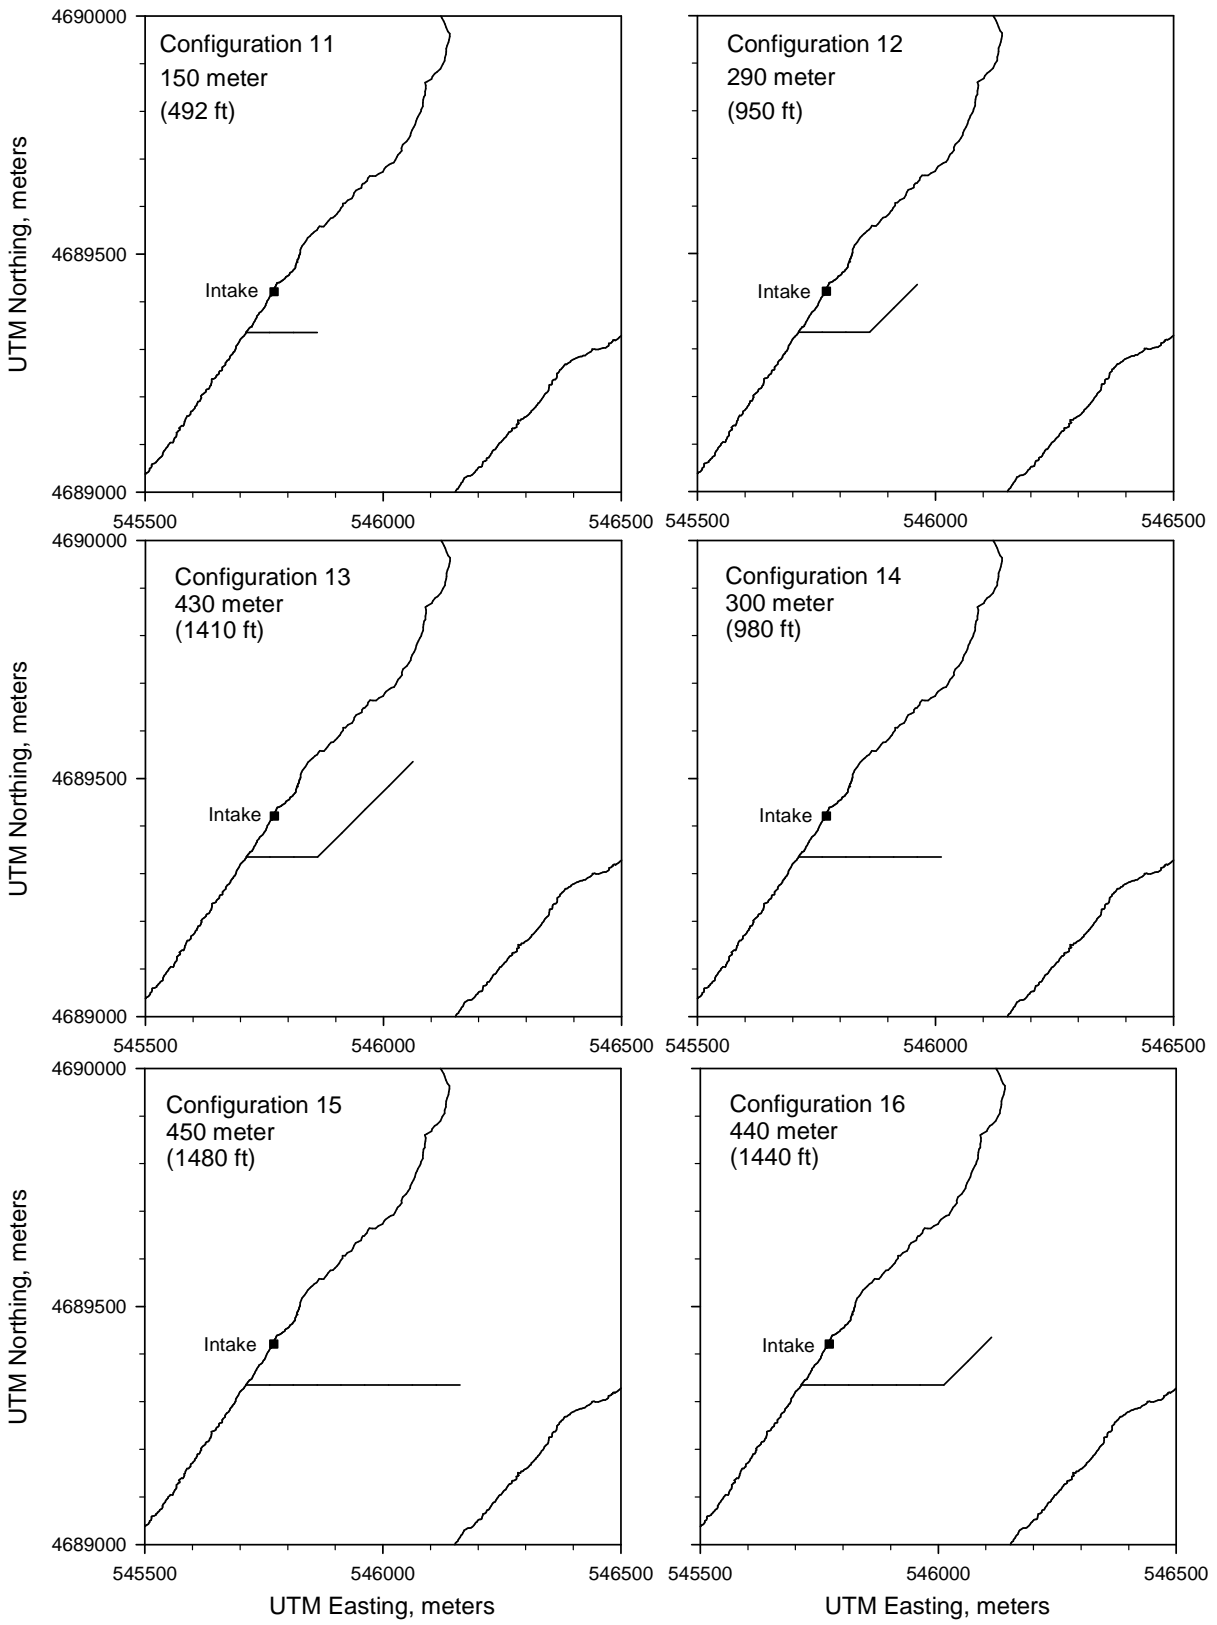 4690000
Configuration 11
150 meter
(492 ft)
Configuration 12
290 meter
(950 ft)
UTM Northing, meters
4689500
Intake
Intake
4689000
545500 546000 546500 545500 546000 546500
4690000
Configuration 13
430 meter
(1410 ft)
Configuration 14
300 meter
(980 ft)
UTM Northing, meters
4689500
Intake
Intake
4689000
545500 546000 546500 545500 546000 546500
4690000
Configuration 15
450 meter
(1480 ft)
Configuration 16
440 meter
(1440 ft)
UTM Northing, meters
4689500
Intake
Intake
4689000
545500 546000 546500 545500 546000 546500
UTM Easting, meters
UTM Easting, meters